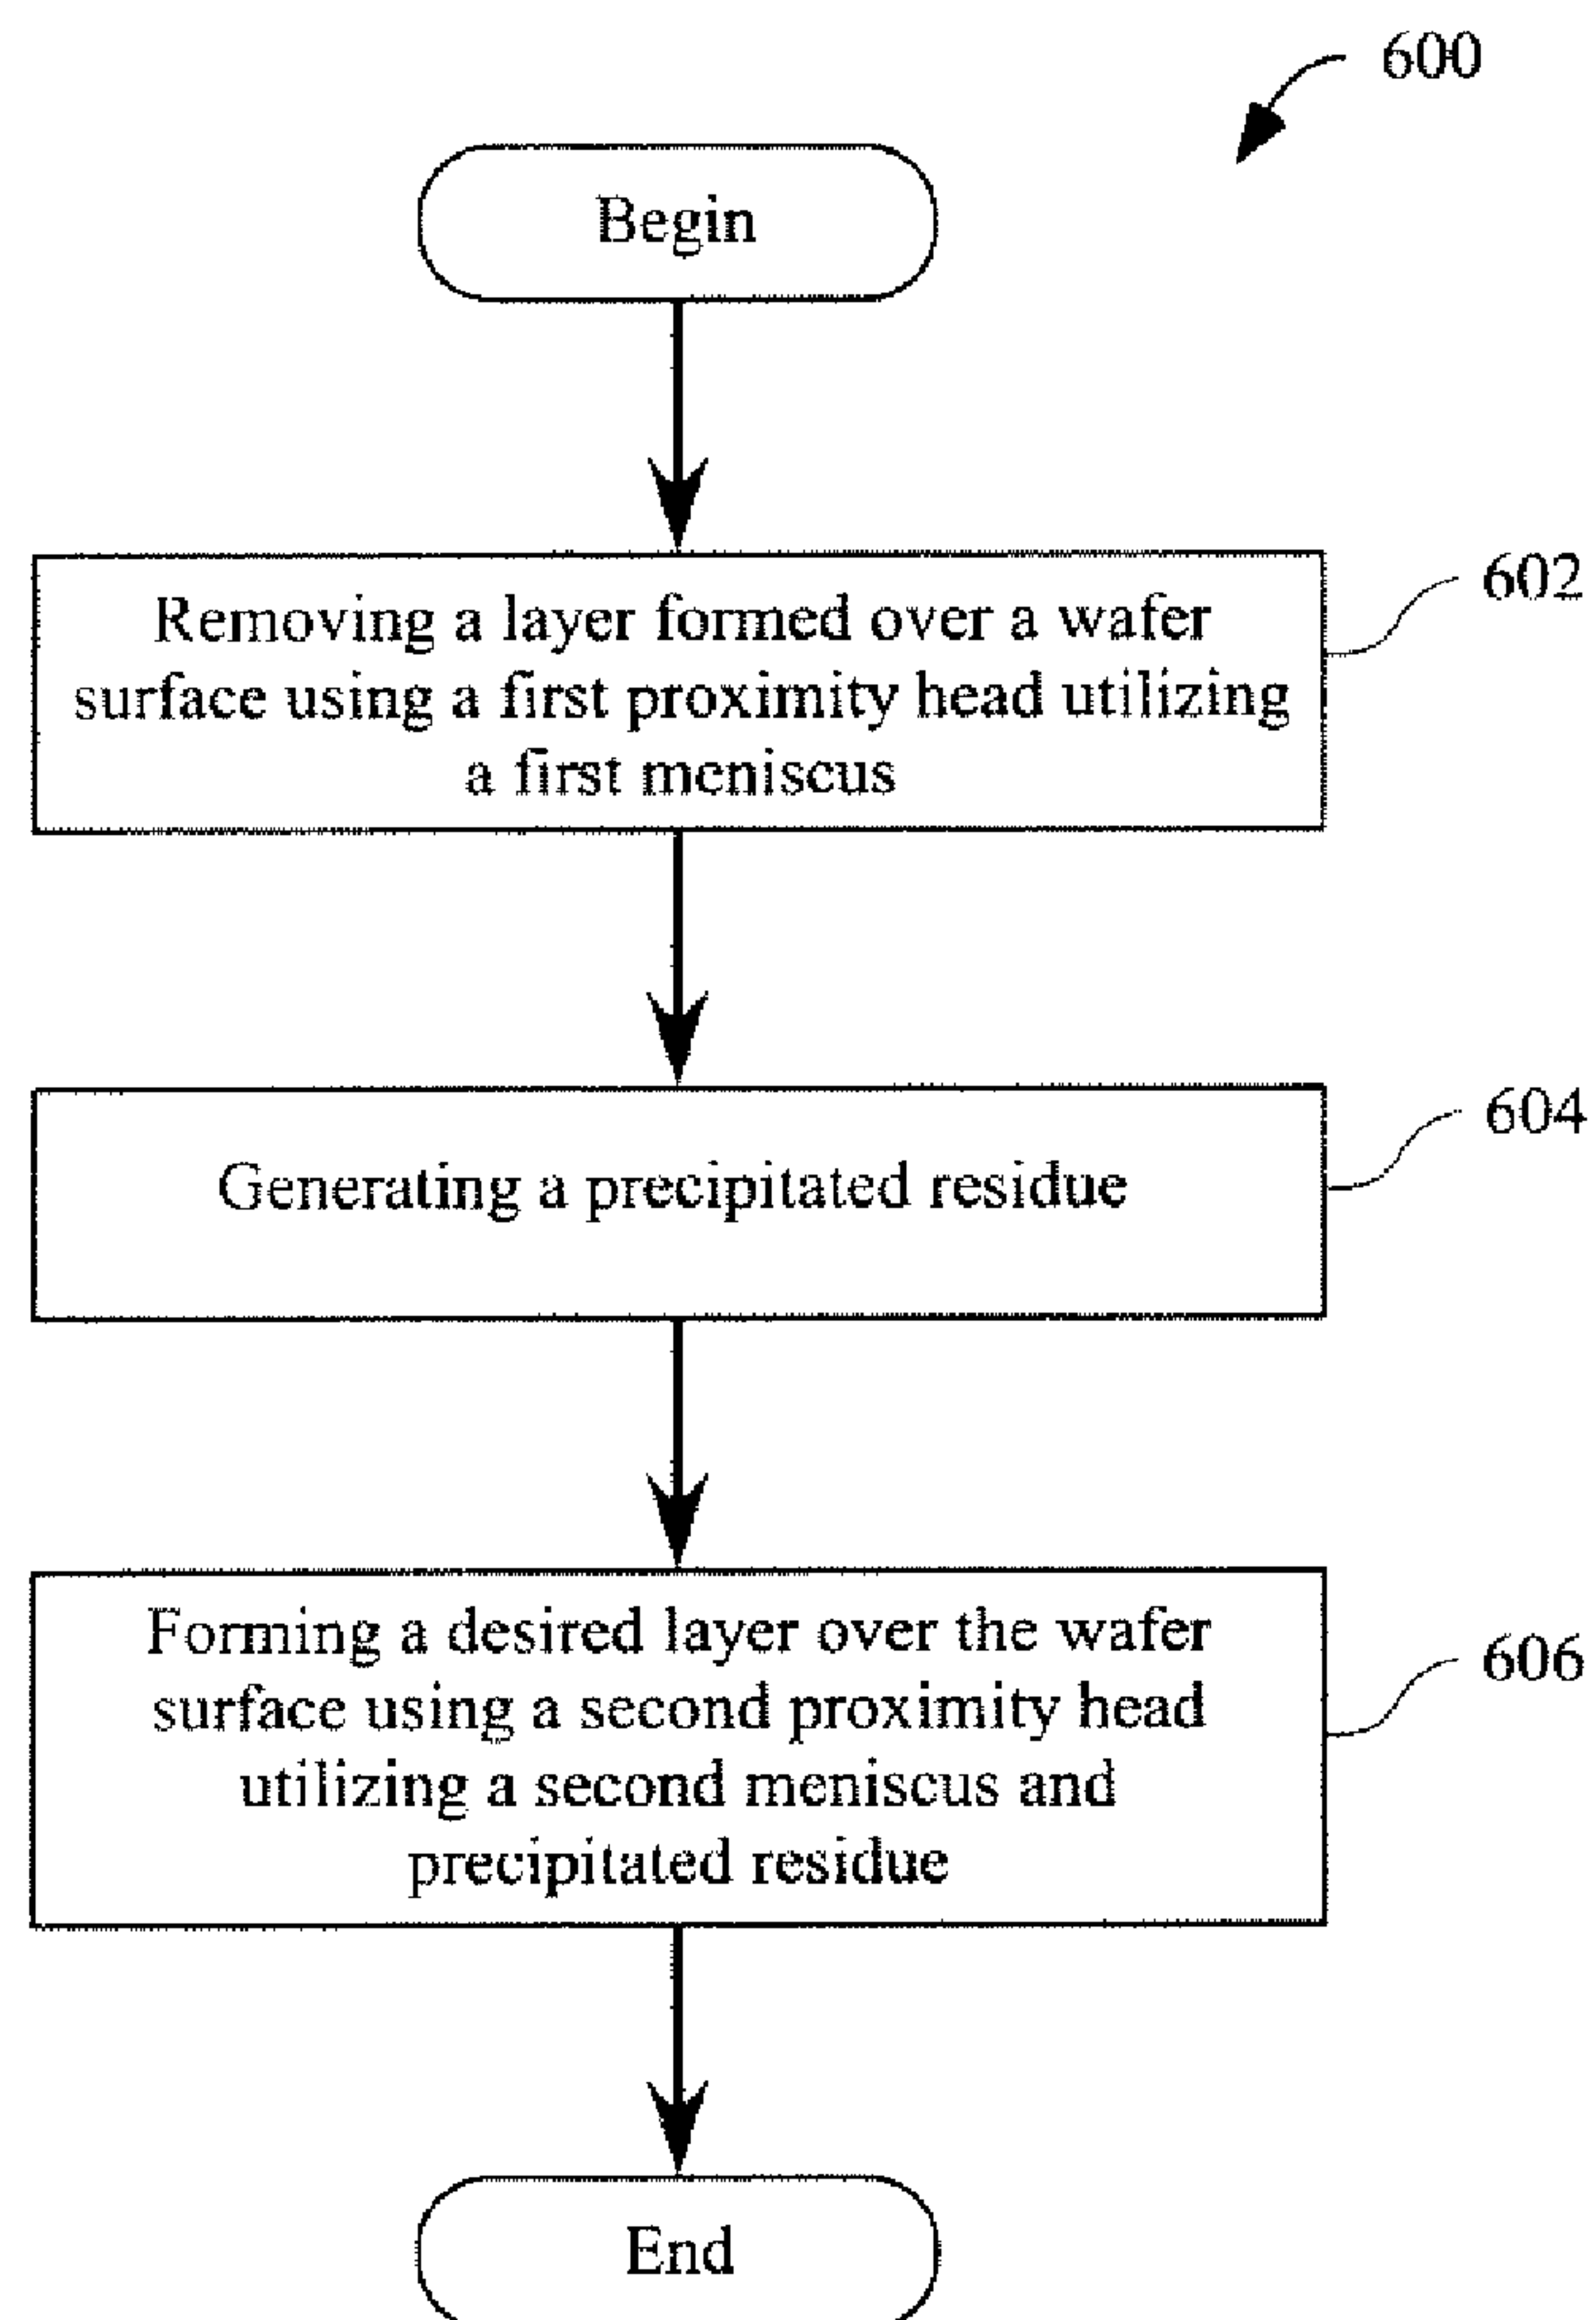 600
Begin
Removing a layer formed over a wafer
surface using a first proximity head utilizing
a first meniscus
602
Generating a precipitated residue
604
Forming a desired layer over the wafer
surface using a second proximity head
utilizing a second meniscus and
precipitated residue
606
End